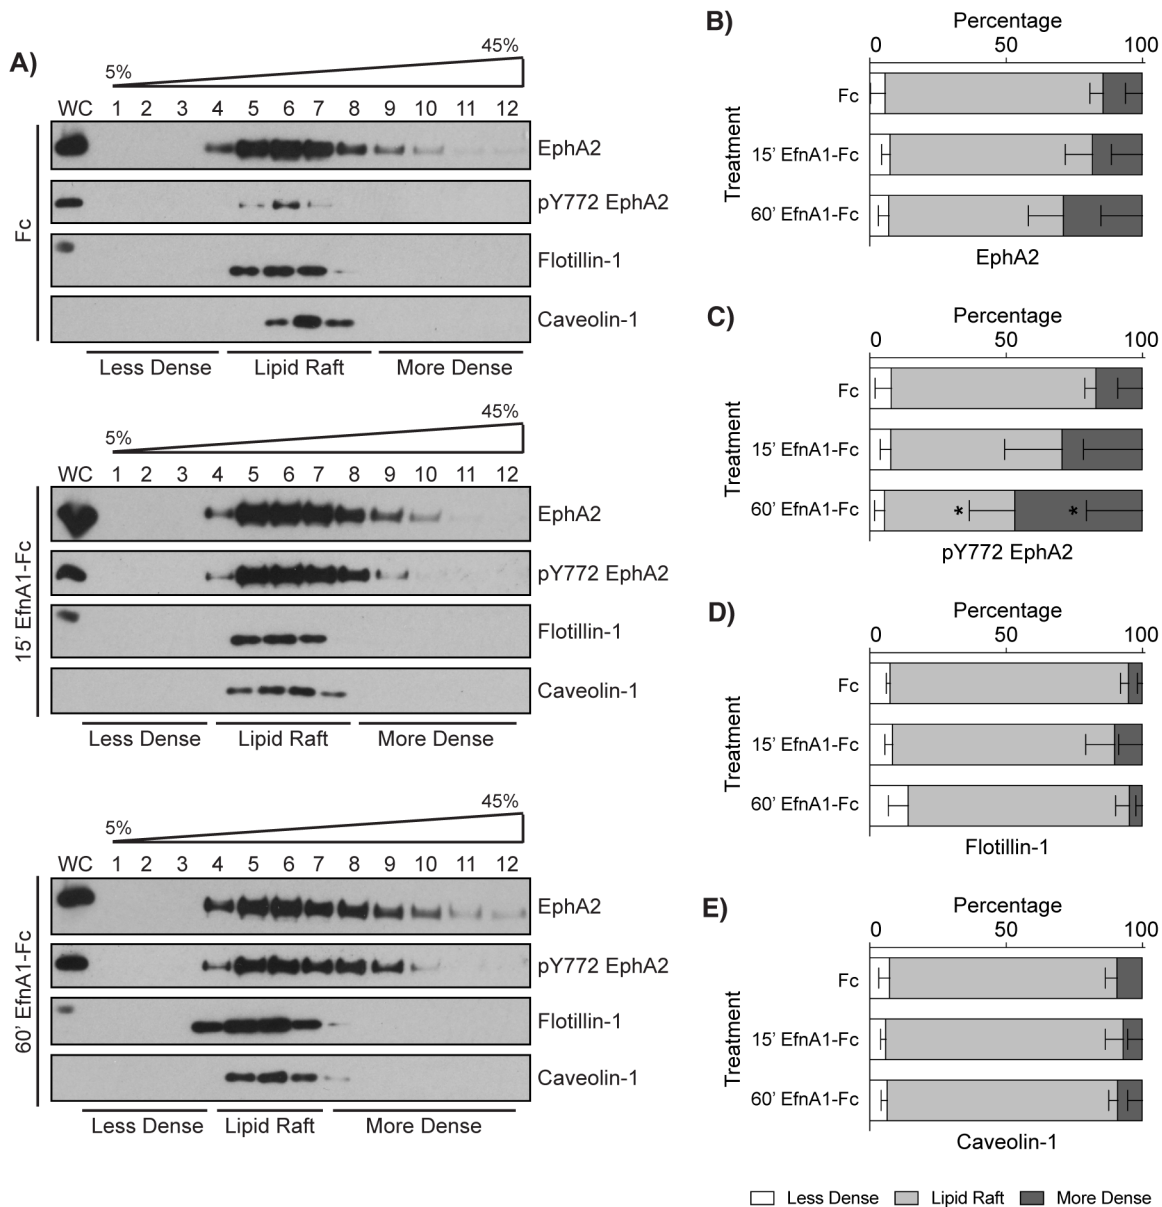 A)
5%
45%
WC 1 2 3 4 5 6 7 8 9 10 11 12
Fc
EphA2
pY772 EphA2
Flotillin-1
Caveolin-1
Less Dense Lipid Raft More Dense
5%
45%
WC 1 2 3 4 5 6 7 8 9 10 11 12
15' EfnA1-Fc
EphA2
pY772 EphA2
Flotillin-1
Caveolin-1
Less Dense Lipid Raft More Dense
5%
45%
WC 1 2 3 4 5 6 7 8 9 10 11 12
60' EfnA1-Fc
EphA2
pY772 EphA2
Flotillin-1
Caveolin-1
Less Dense Lipid Raft More Dense
B)
Percentage
0 50 100
Treatment
Fc
15' EfnA1-Fc
60' EfnA1-Fc
EphA2
C)
Percentage
0 50 100
Treatment
Fc
15' EfnA1-Fc
60' EfnA1-Fc
* *
pY772 EphA2
D)
Percentage
0 50 100
Treatment
Fc
15' EfnA1-Fc
60' EfnA1-Fc
Flotillin-1
E)
Percentage
0 50 100
Treatment
Fc
15' EfnA1-Fc
60' EfnA1-Fc
Caveolin-1
Less Dense Lipid Raft More Dense